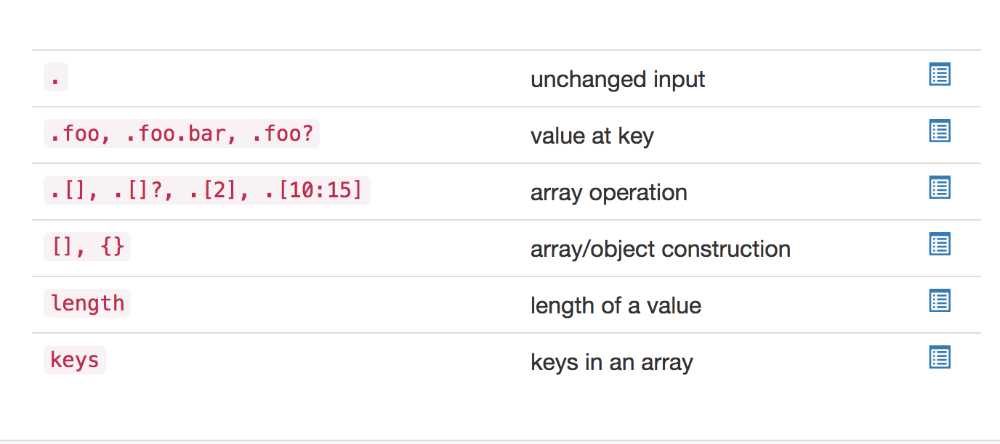 . unchanged input
.foo, .foo.bar, .foo? value at key
.[], .[]?, .[2], .[10:15] array operation
[], {} array/object construction
length length of a value
keys keys in an array